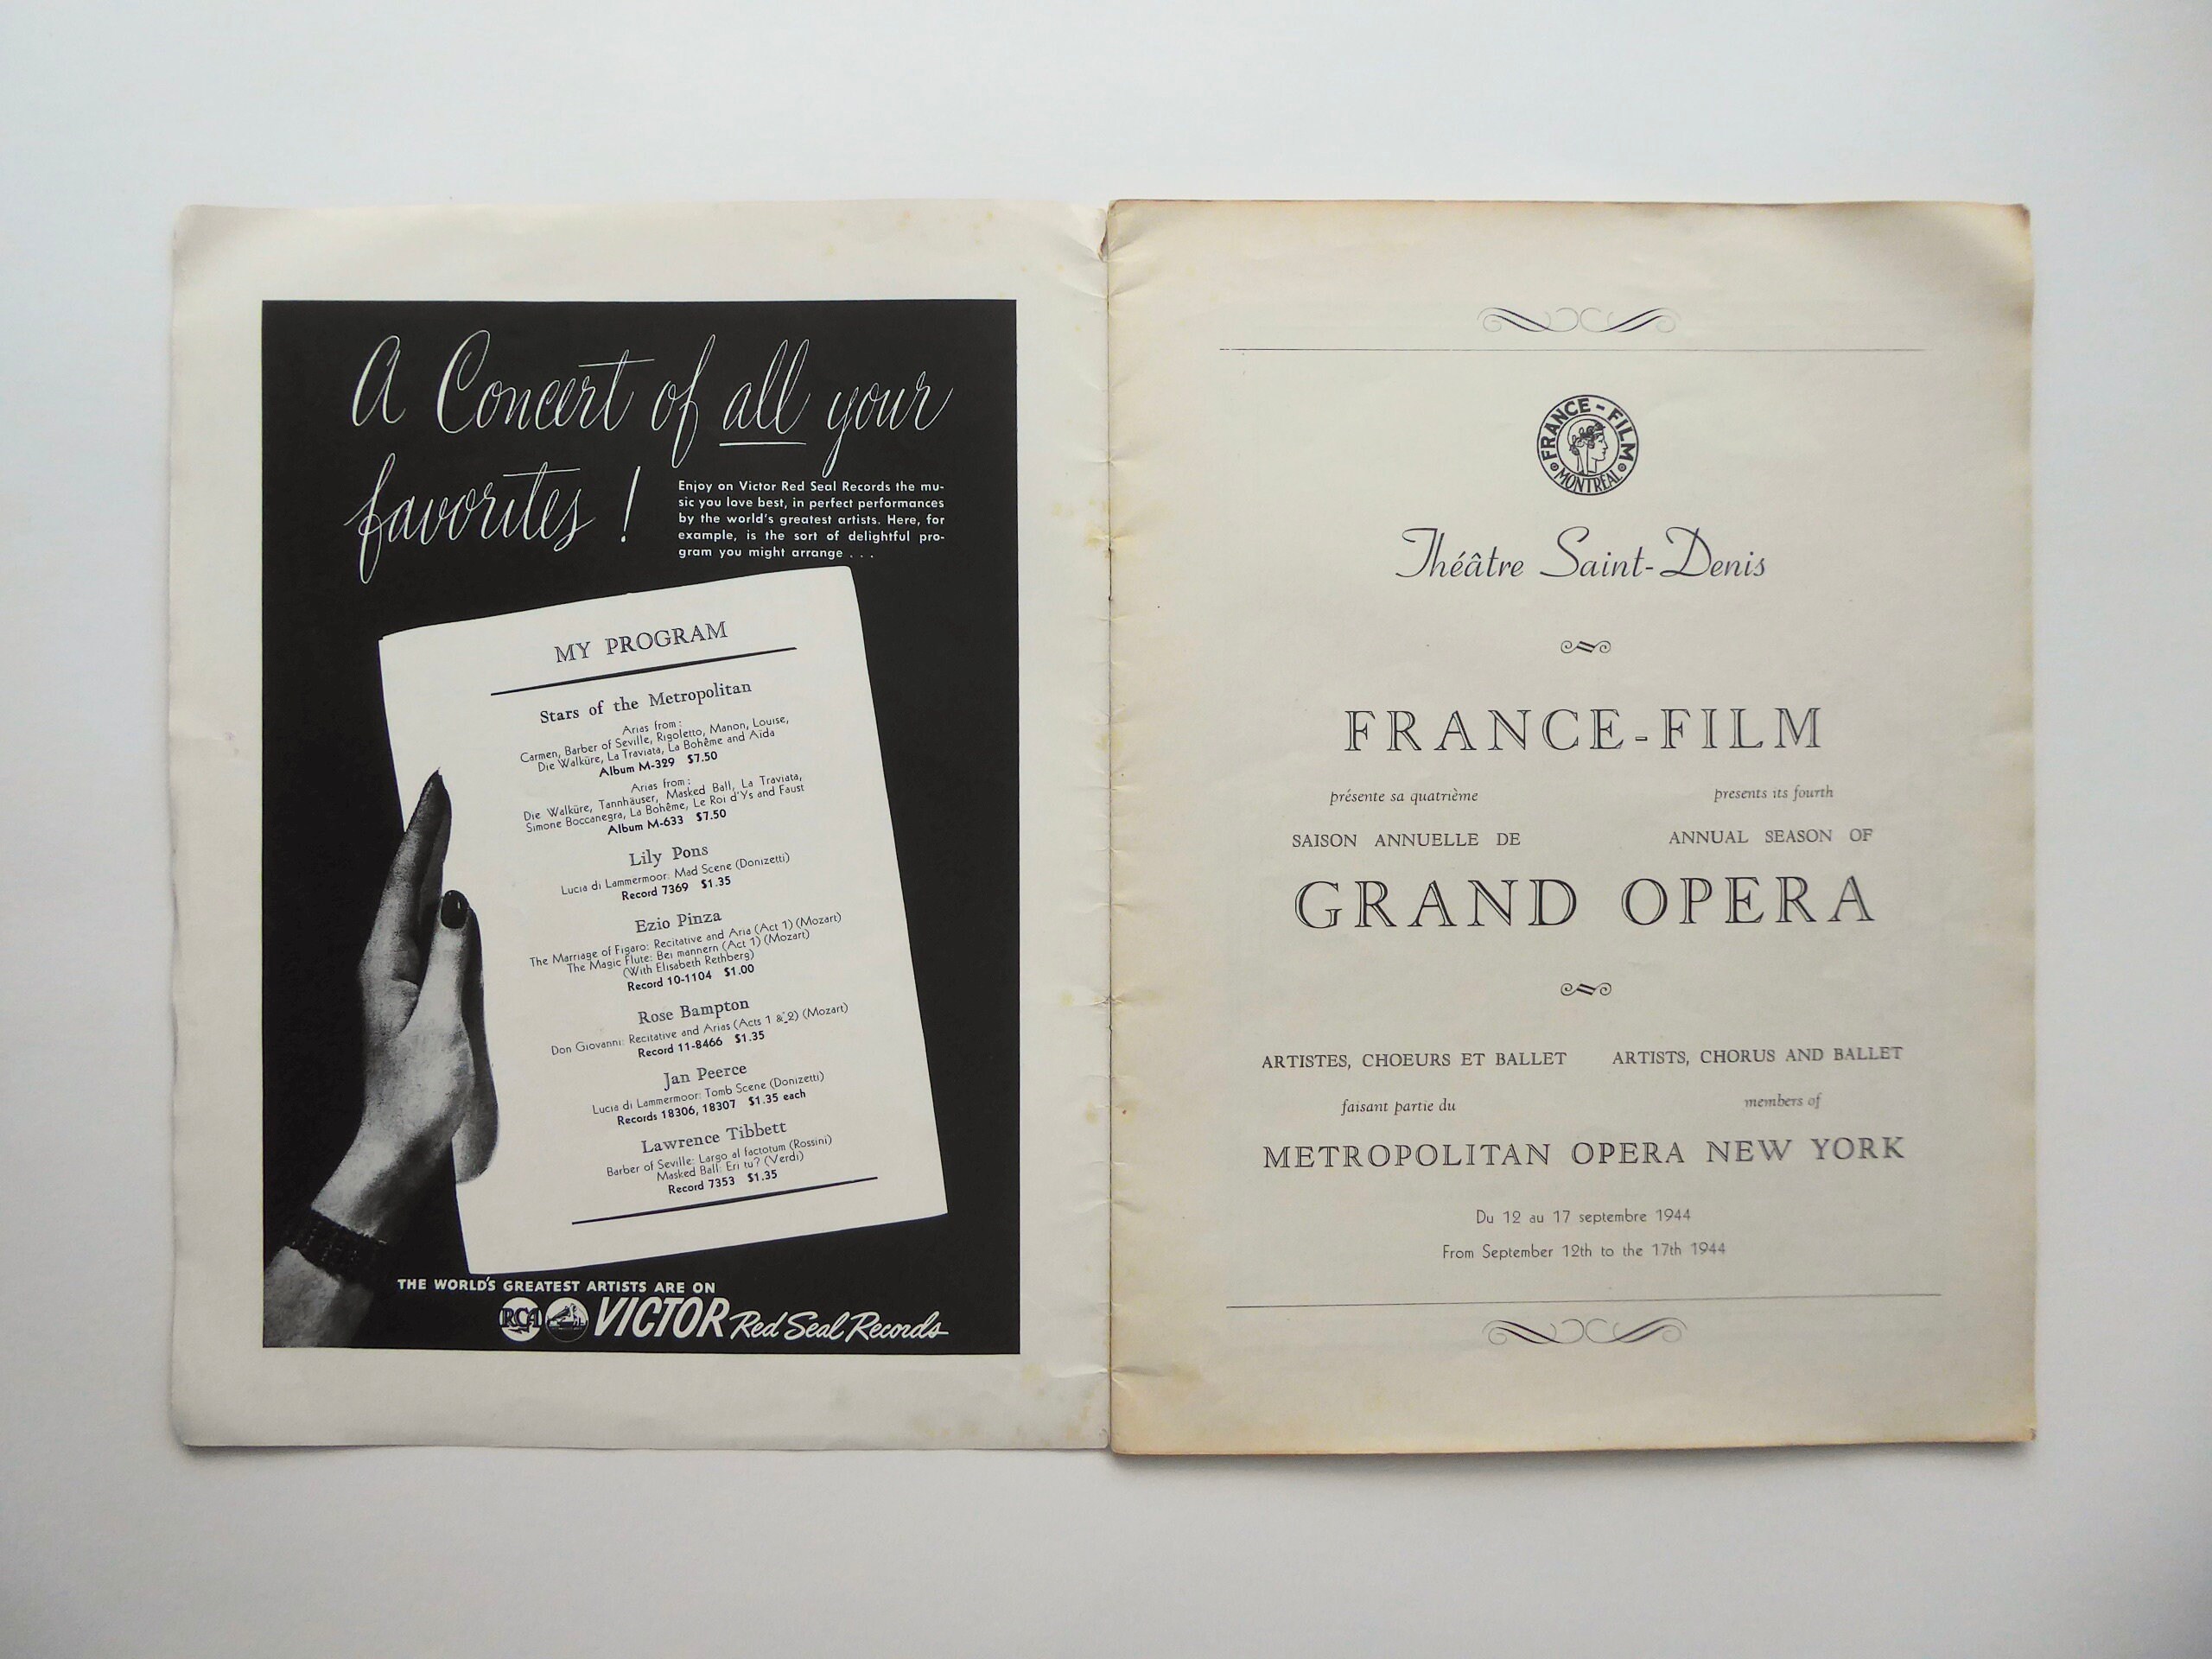 A Concert of all your
favorites !
Enjoy on Victor Red Seal Records the mu-
sic you love best, in perfect performances
by the world's greatest artists. Here, for
example, is the sort of delightful pro-
gram you might arrange . . .
MY PROGRAM
Stars of the Metropolitan
Arias from:
Carmen, Barber of Seville, Rigoletto, Manon, Louise,
Die Walküre, La Traviata, La Bohême and Aïda
Album M-329 $7.50
Arias from:
Die Walküre, Tannhäuser, Masked Ball, La Traviata,
Simone Boccanegra, La Bohême, Le Roi d'Ys and Faust
Album M-633 $7.50
Lily Pons
Lucia di Lammermoor: Mad Scene (Donizetti)
Record 7369 $1.35
Ezio Pinza
The Marriage of Figaro: Recitative and Aria (Act 1) (Mozart)
The Magic Flute: Bei mannern (Act 1) (Mozart)
(With Elisabeth Rethberg)
Record 10-1104 $1.00
Rose Bampton
Don Giovanni: Recitative and Arias (Acts 1 & 2) (Mozart)
Record 11-8466 $1.35
Jan Peerce
Lucia di Lammermoor: Tomb Scene (Donizetti)
Records 18306, 18307 $1.35 each
Lawrence Tibbett
Barber of Seville: Largo al factotum (Rossini)
Masked Ball: Eri tu? (Verdi)
Record 7353 $1.35
THE WORLD'S GREATEST ARTISTS ARE ON
RCA VICTOR Red Seal Records
FRANCE-FILM
MONTRÉAL
Théâtre Saint-Denis
FRANCE-FILM
présente sa quatrième presents its fourth
SAISON ANNUELLE DE ANNUAL SEASON OF
GRAND OPERA
ARTISTES, CHOEURS ET BALLET ARTISTS, CHORUS AND BALLET
faisant partie du members of
METROPOLITAN OPERA NEW YORK
Du 12 au 17 septembre 1944
From September 12th to the 17th 1944